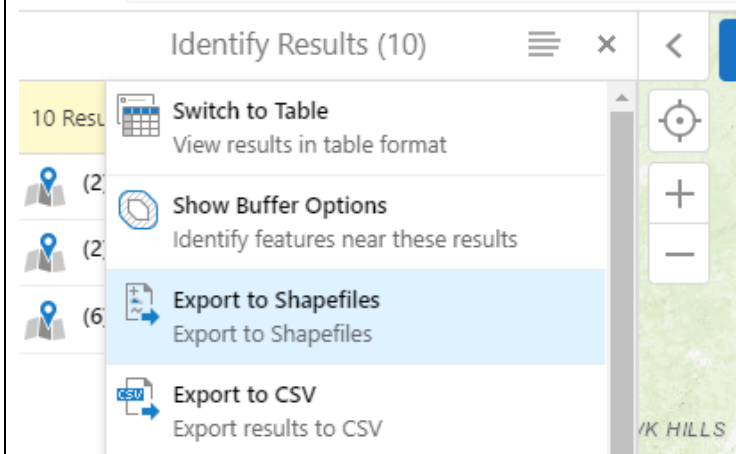 Identify Results (10)
10 Resu
Switch to Table
View results in table format
(2)
Show Buffer Options
Identify features near these results
(2
Export to Shapefiles
Export to Shapefiles
(6)
CSV
Export to CSV
Export results to CSV
VK HILLS